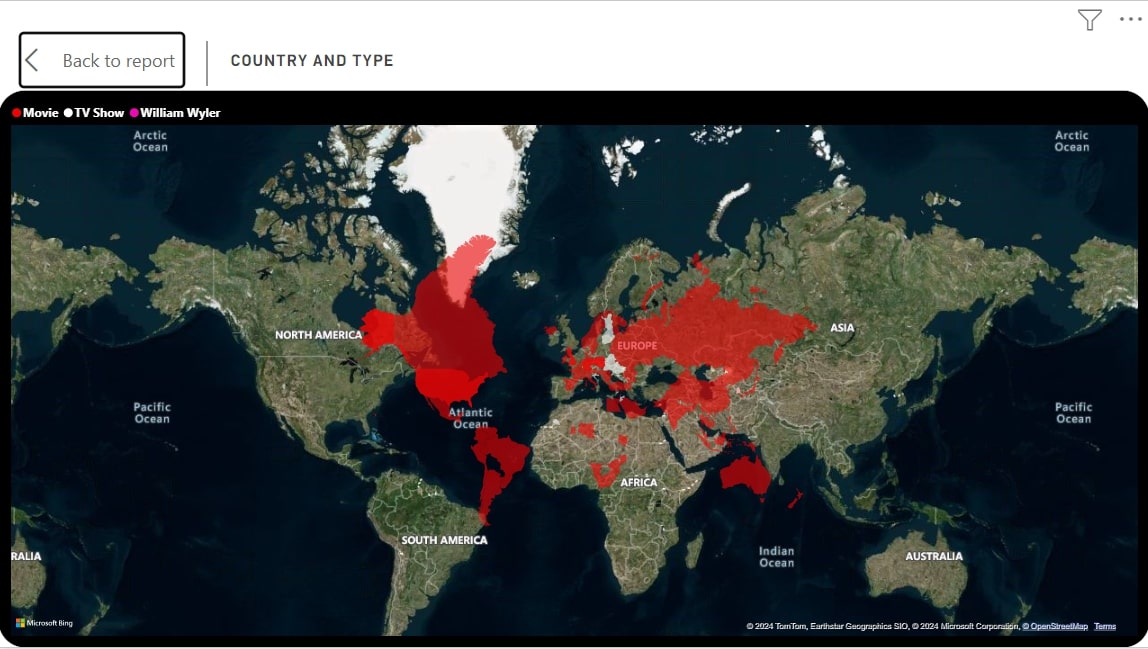 Back to report
COUNTRY AND TYPE
Movie TV Show William Wyler
Arctic
Ocean
Arctic
Ocean
NORTH AMERICA
ASIA
EUROPE
Pacific
Ocean
Atlantic
Ocean
Pacific
Ocean
AFRICA
SOUTH AMERICA
RALIA
Indian
Ocean
AUSTRALIA
Microsoft Bing
© 2024 TomTom, Earthstar Geographics SIO, © 2024 Microsoft Corporation, © OpenStreetMap Terms